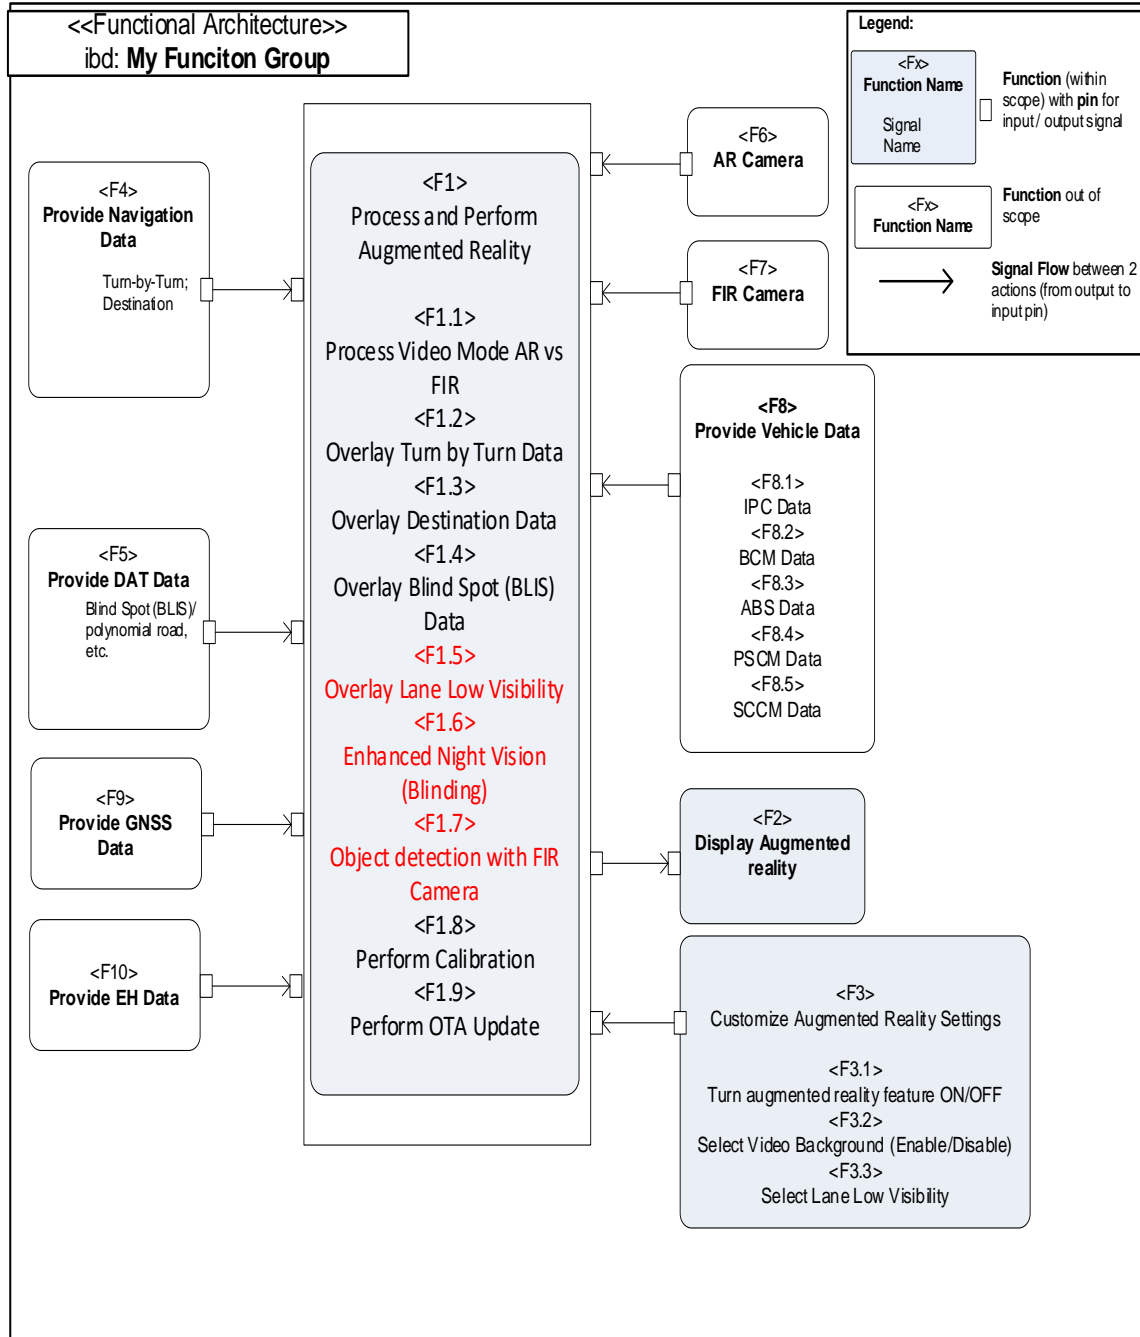 <<Functional Architecture>>
ibd: My Funciton Group
Legend:
<Fx>
Function Name
Signal
Name
Function (within
scope) with pin for
input / output signal
<Fx>
Function Name
Function out of
scope
Signal Flow between 2
actions (from output to
input pin)
<F4>
Provide Navigation
Data
Turn-by-Turn;
Destination
<F5>
Provide DAT Data
Blind Spot (BLIS)/
polynomial road,
etc.
<F9>
Provide GNSS
Data
<F10>
Provide EH Data
<F1>
Process and Perform
Augmented Reality
<F1.1>
Process Video Mode AR vs
FIR
<F1.2>
Overlay Turn by Turn Data
<F1.3>
Overlay Destination Data
<F1.4>
Overlay Blind Spot (BLIS)
Data
<F1.5>
Overlay Lane Low Visibility
<F1.6>
Enhanced Night Vision
(Blinding)
<F1.7>
Object detection with FIR
Camera
<F1.8>
Perform Calibration
<F1.9>
Perform OTA Update
<F6>
AR Camera
<F7>
FIR Camera
<F8>
Provide Vehicle Data
<F8.1>
IPC Data
<F8.2>
BCM Data
<F8.3>
ABS Data
<F8.4>
PSCM Data
<F8.5>
SCCM Data
<F2>
Display Augmented
reality
<F3>
Customize Augmented Reality Settings
<F3.1>
Turn augmented reality feature ON/OFF
<F3.2>
Select Video Background (Enable/Disable)
<F3.3>
Select Lane Low Visibility